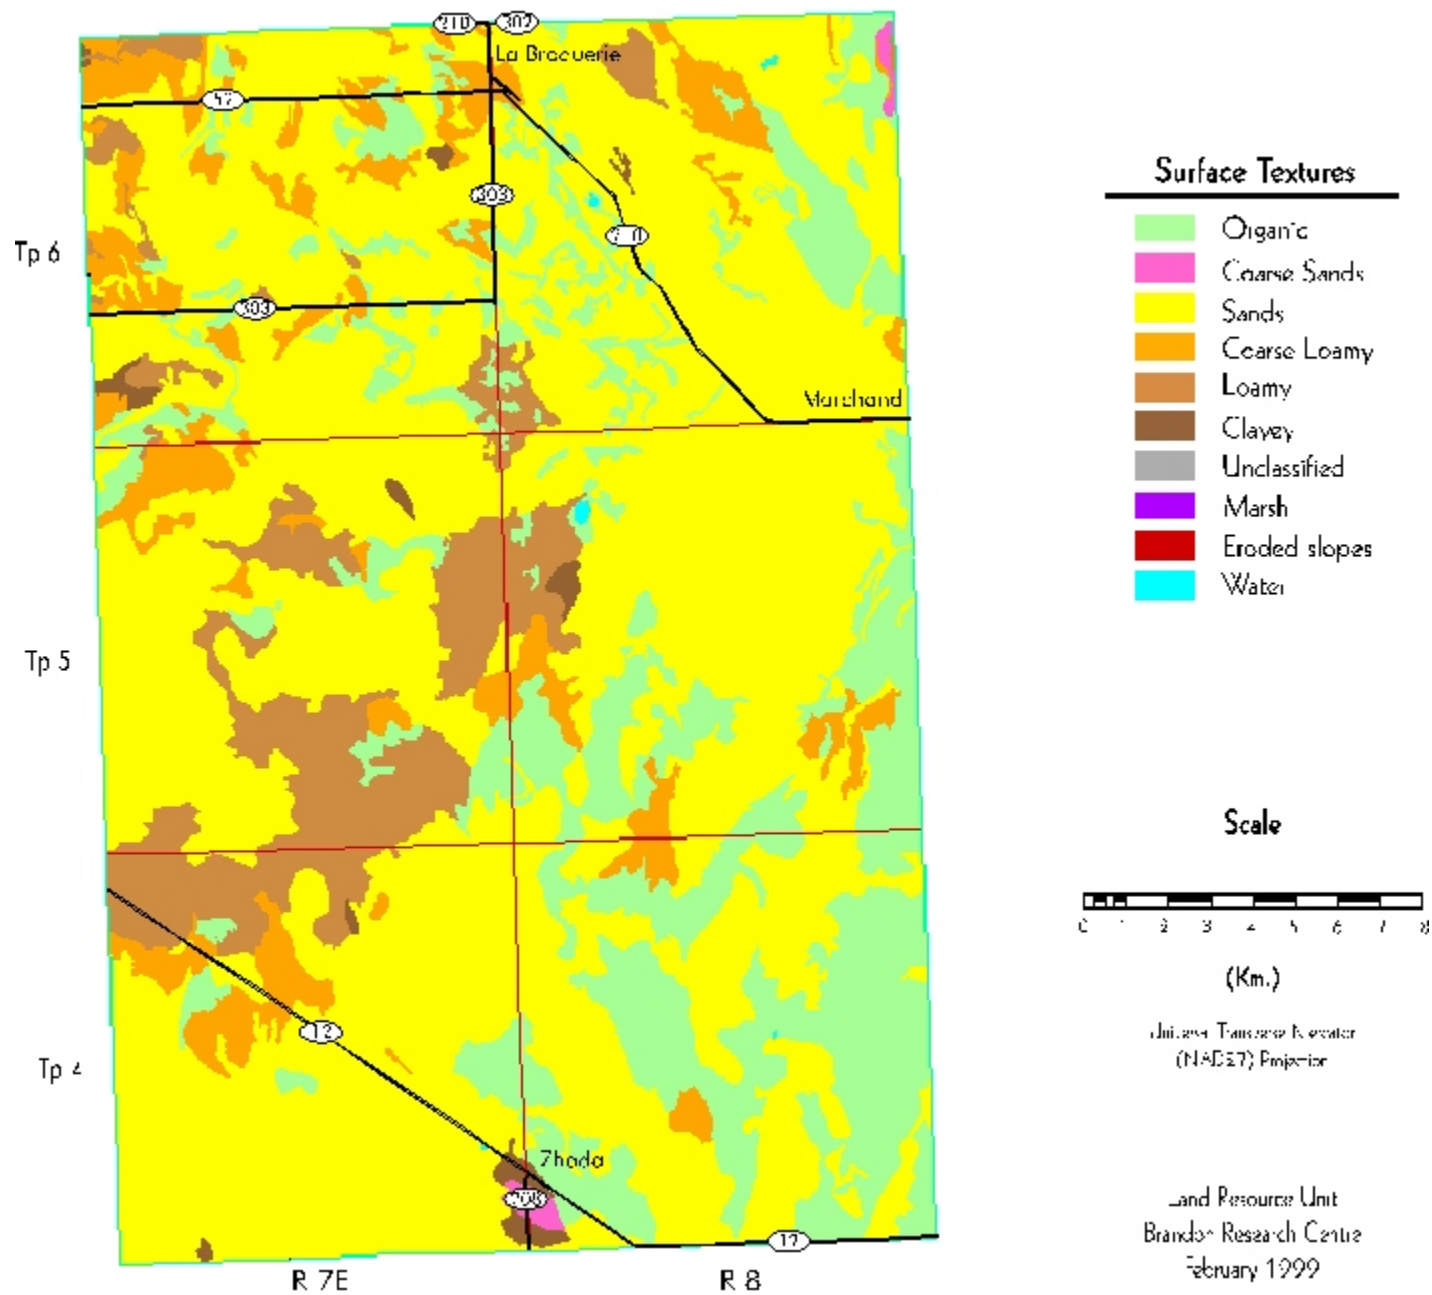 302
La Broquerie
52
303
Tp 6
303
Marchand
Tp 5
12
Tp 4
Zhoda
12
R 7E
R 8
Surface Textures
Organic
Coarse Sands
Sands
Coarse Loamy
Loamy
Clayey
Unclassified
Marsh
Eroded slopes
Water
Scale
0 1 2 3 4 5 6 7 8
(Km.)
Universal Transverse Mercator
(NAD27) Projection
Land Resource Unit
Brandon Research Centre
February 1999